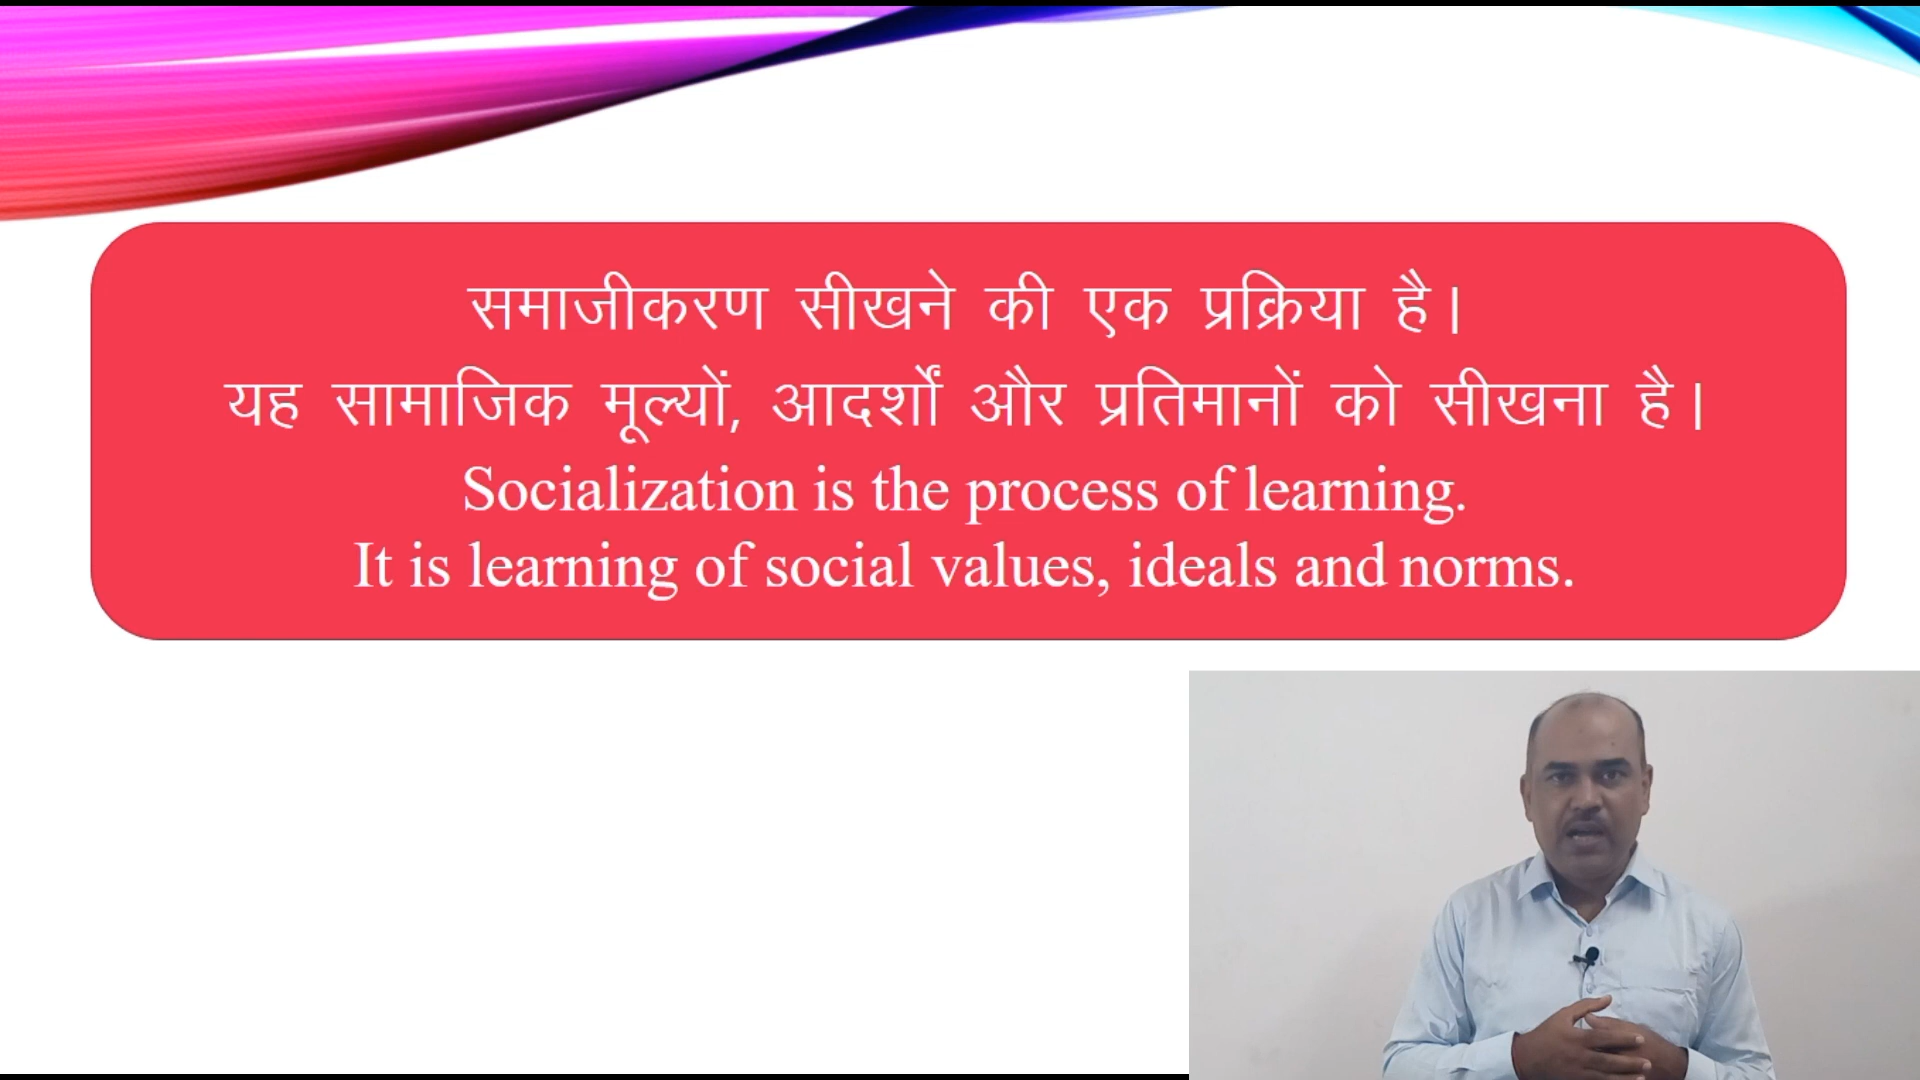 समाजीकरण सीखने की एक प्रक्रिया है।
यह सामाजिक मूल्यों, आदर्शों और प्रतिमानों को सीखना है।
Socialization is the process of learning.
It is learning of social values, ideals and norms.